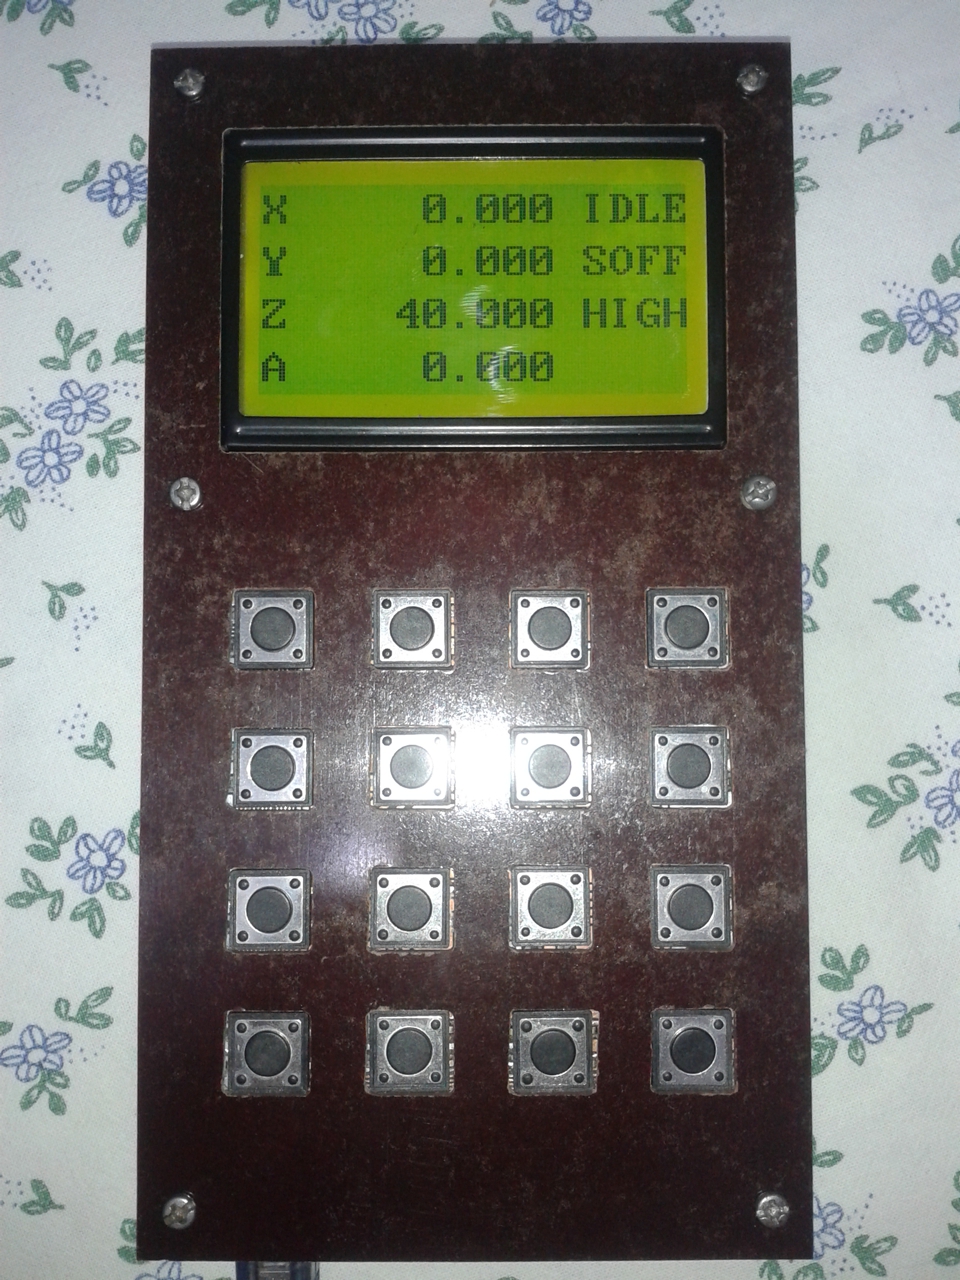 X 0.000 IDLE
Y 0.000 SOFF
Z 40.000 HIGH
A 0.000